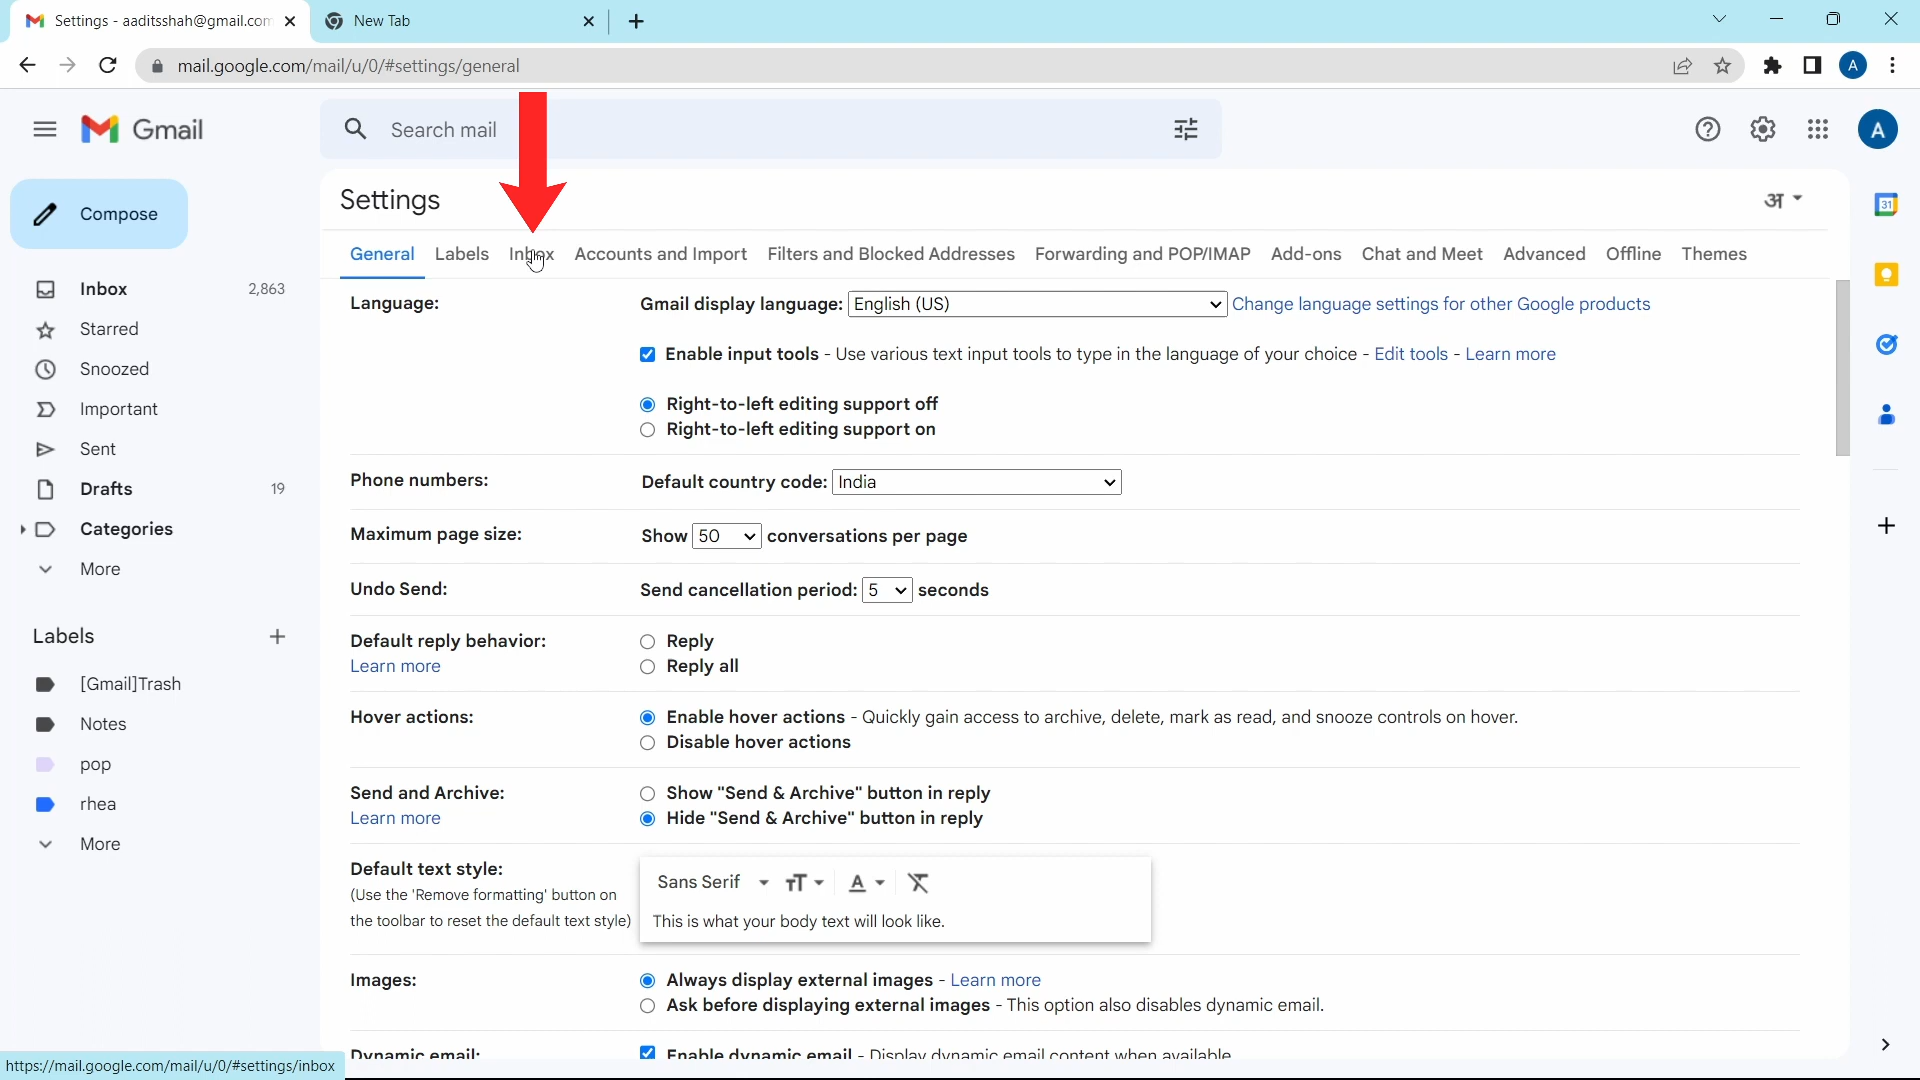 Settings - aaditsshah@gmail.com
New Tab
mail.google.com/mail/u/0/#settings/general
A
Gmail
Search mail
A
Compose
Settings
अ
31
General Labels Inbox Accounts and Import Filters and Blocked Addresses Forwarding and POP/IMAP Add-ons Chat and Meet Advanced Offline Themes
Inbox 2,863
Starred
Snoozed
Important
Sent
Drafts 19
Categories
More
Labels
[Gmail]Trash
Notes
pop
rhea
More
Language: Gmail display language: English (US) Change language settings for other Google products
Enable input tools - Use various text input tools to type in the language of your choice - Edit tools - Learn more
Right-to-left editing support off
Right-to-left editing support on
Phone numbers: Default country code: India
Maximum page size: Show 50 conversations per page
Undo Send: Send cancellation period: 5 seconds
Default reply behavior: Reply
Learn more Reply all
Hover actions: Enable hover actions - Quickly gain access to archive, delete, mark as read, and snooze controls on hover.
Disable hover actions
Send and Archive: Show "Send & Archive" button in reply
Learn more Hide "Send & Archive" button in reply
Default text style:
(Use the 'Remove formatting' button on
the toolbar to reset the default text style)
Sans Serif
This is what your body text will look like.
Images: Always display external images - Learn more
Ask before displaying external images - This option also disables dynamic email.
Dynamic email: Enable dynamic email - Display dynamic email content when available.
https://mail.google.com/mail/u/0/#settings/inbox